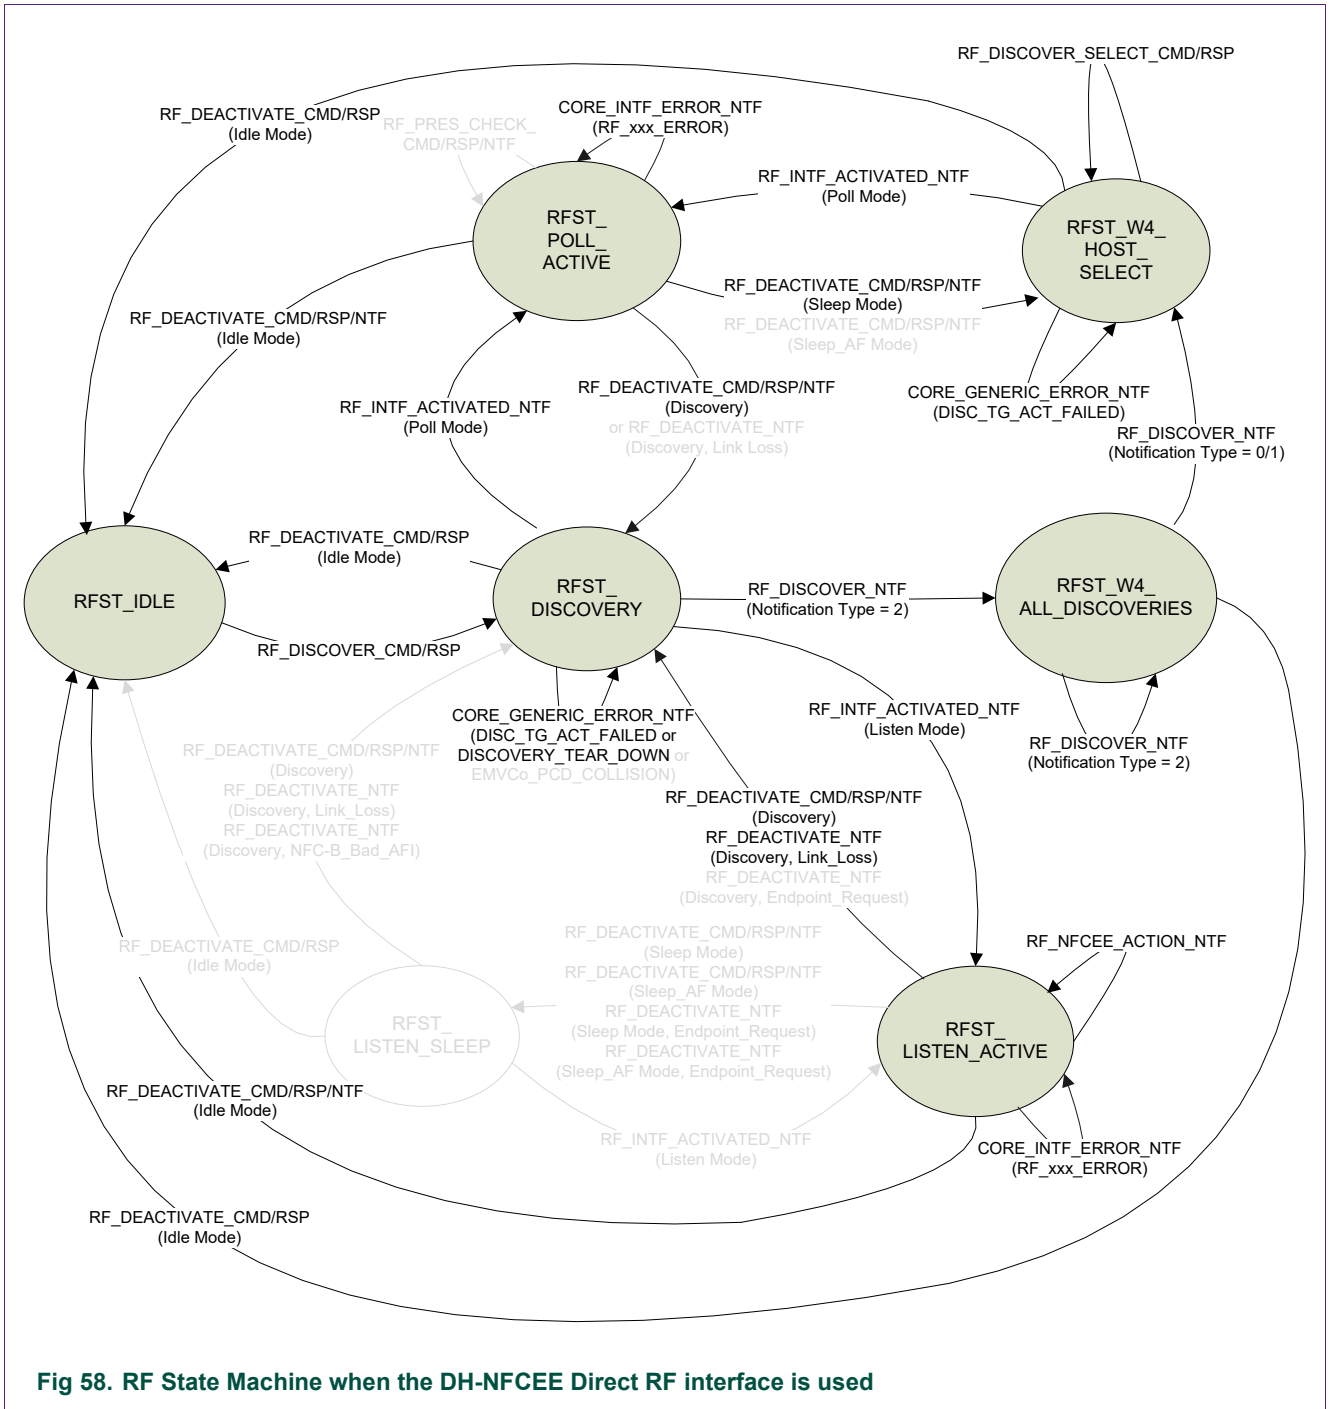 RF_DISCOVER_SELECT_CMD/RSP
RF_DEACTIVATE_CMD/RSP
(Idle Mode)
RF_PRES_CHECK_
CMD/RSP/NTF
CORE_INTF_ERROR_NTF
(RF_xxx_ERROR)
RF_INTF_ACTIVATED_NTF
(Poll Mode)
RFST_
POLL_
ACTIVE
RFST_W4_
HOST_
SELECT
RF_DEACTIVATE_CMD/RSP/NTF
(Sleep Mode)
RF_DEACTIVATE_CMD/RSP/NTF
(Sleep_AF Mode)
RF_DEACTIVATE_CMD/RSP/NTF
(Idle Mode)
RF_INTF_ACTIVATED_NTF
(Poll Mode)
RF_DEACTIVATE_CMD/RSP/NTF
(Discovery)
or RF_DEACTIVATE_NTF
(Discovery, Link Loss)
CORE_GENERIC_ERROR_NTF
(DISC_TG_ACT_FAILED)
RF_DISCOVER_NTF
(Notification Type = 0/1)
RF_DEACTIVATE_CMD/RSP
(Idle Mode)
RFST_IDLE
RFST_
DISCOVERY
RF_DISCOVER_NTF
(Notification Type = 2)
RFST_W4_
ALL_DISCOVERIES
RF_DISCOVER_CMD/RSP
CORE_GENERIC_ERROR_NTF
(DISC_TG_ACT_FAILED or
DISCOVERY_TEAR_DOWN or
EMVCo_PCD_COLLISION)
RF_INTF_ACTIVATED_NTF
(Listen Mode)
RF_DISCOVER_NTF
(Notification Type = 2)
RF_DEACTIVATE_CMD/RSP/NTF
(Discovery)
RF_DEACTIVATE_NTF
(Discovery, Link_Loss)
RF_DEACTIVATE_NTF
(Discovery, NFC-B_Bad_AFI)
RF_DEACTIVATE_CMD/RSP/NTF
(Discovery)
RF_DEACTIVATE_NTF
(Discovery, Link_Loss)
RF_DEACTIVATE_NTF
(Discovery, Endpoint_Request)
RF_DEACTIVATE_CMD/RSP
(Idle Mode)
RF_DEACTIVATE_CMD/RSP/NTF
(Sleep Mode)
RF_DEACTIVATE_CMD/RSP/NTF
(Sleep_AF Mode)
RF_DEACTIVATE_NTF
(Sleep Mode, Endpoint_Request)
RF_DEACTIVATE_NTF
(Sleep_AF Mode, Endpoint_Request)
RF_NFCEE_ACTION_NTF
RFST_
LISTEN_SLEEP
RFST_
LISTEN_ACTIVE
RF_DEACTIVATE_CMD/RSP/NTF
(Idle Mode)
RF_INTF_ACTIVATED_NTF
(Listen Mode)
CORE_INTF_ERROR_NTF
(RF_xxx_ERROR)
RF_DEACTIVATE_CMD/RSP
(Idle Mode)
Fig 58. RF State Machine when the DH-NFCEE Direct RF interface is used